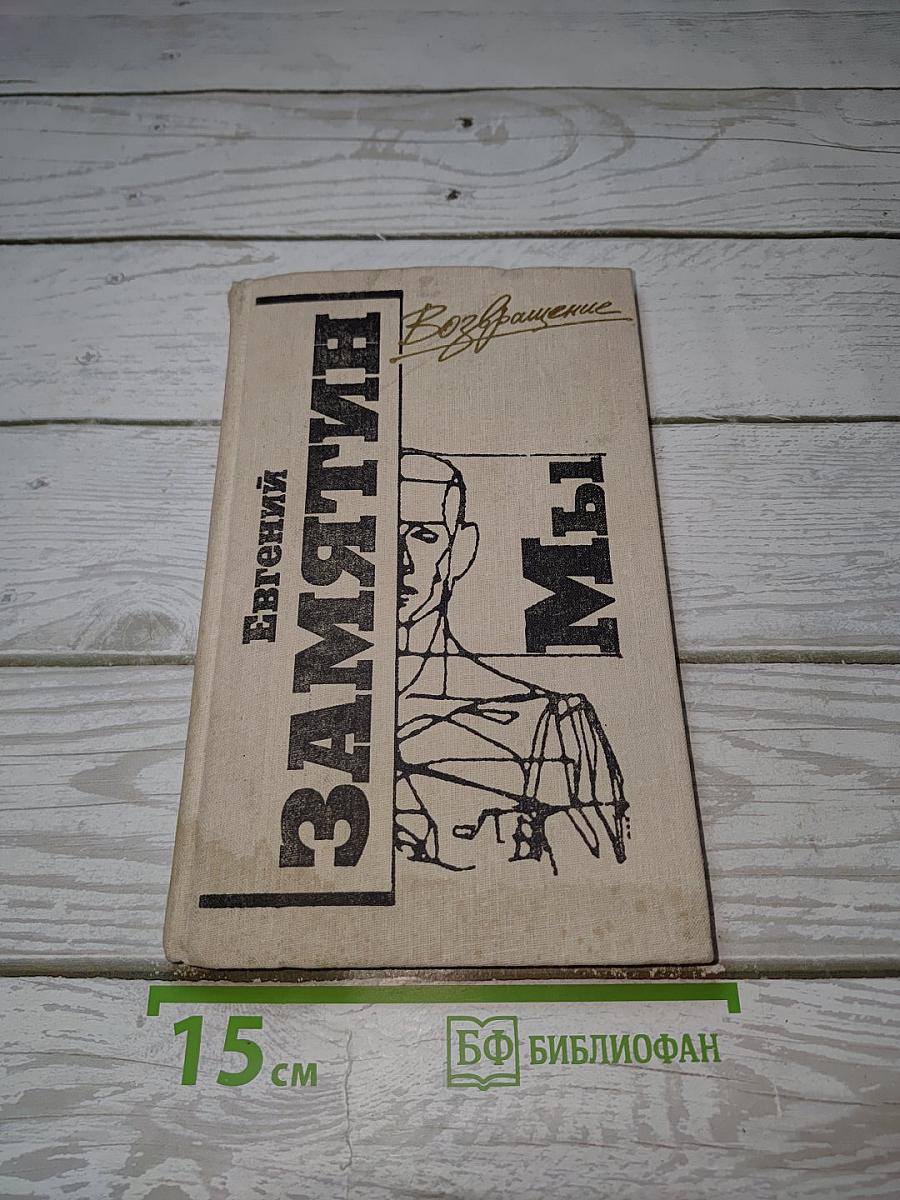 Возвращение
Евгений
ЗАМЯТИН
Мы
15 см
БФ БИБЛИОФАН